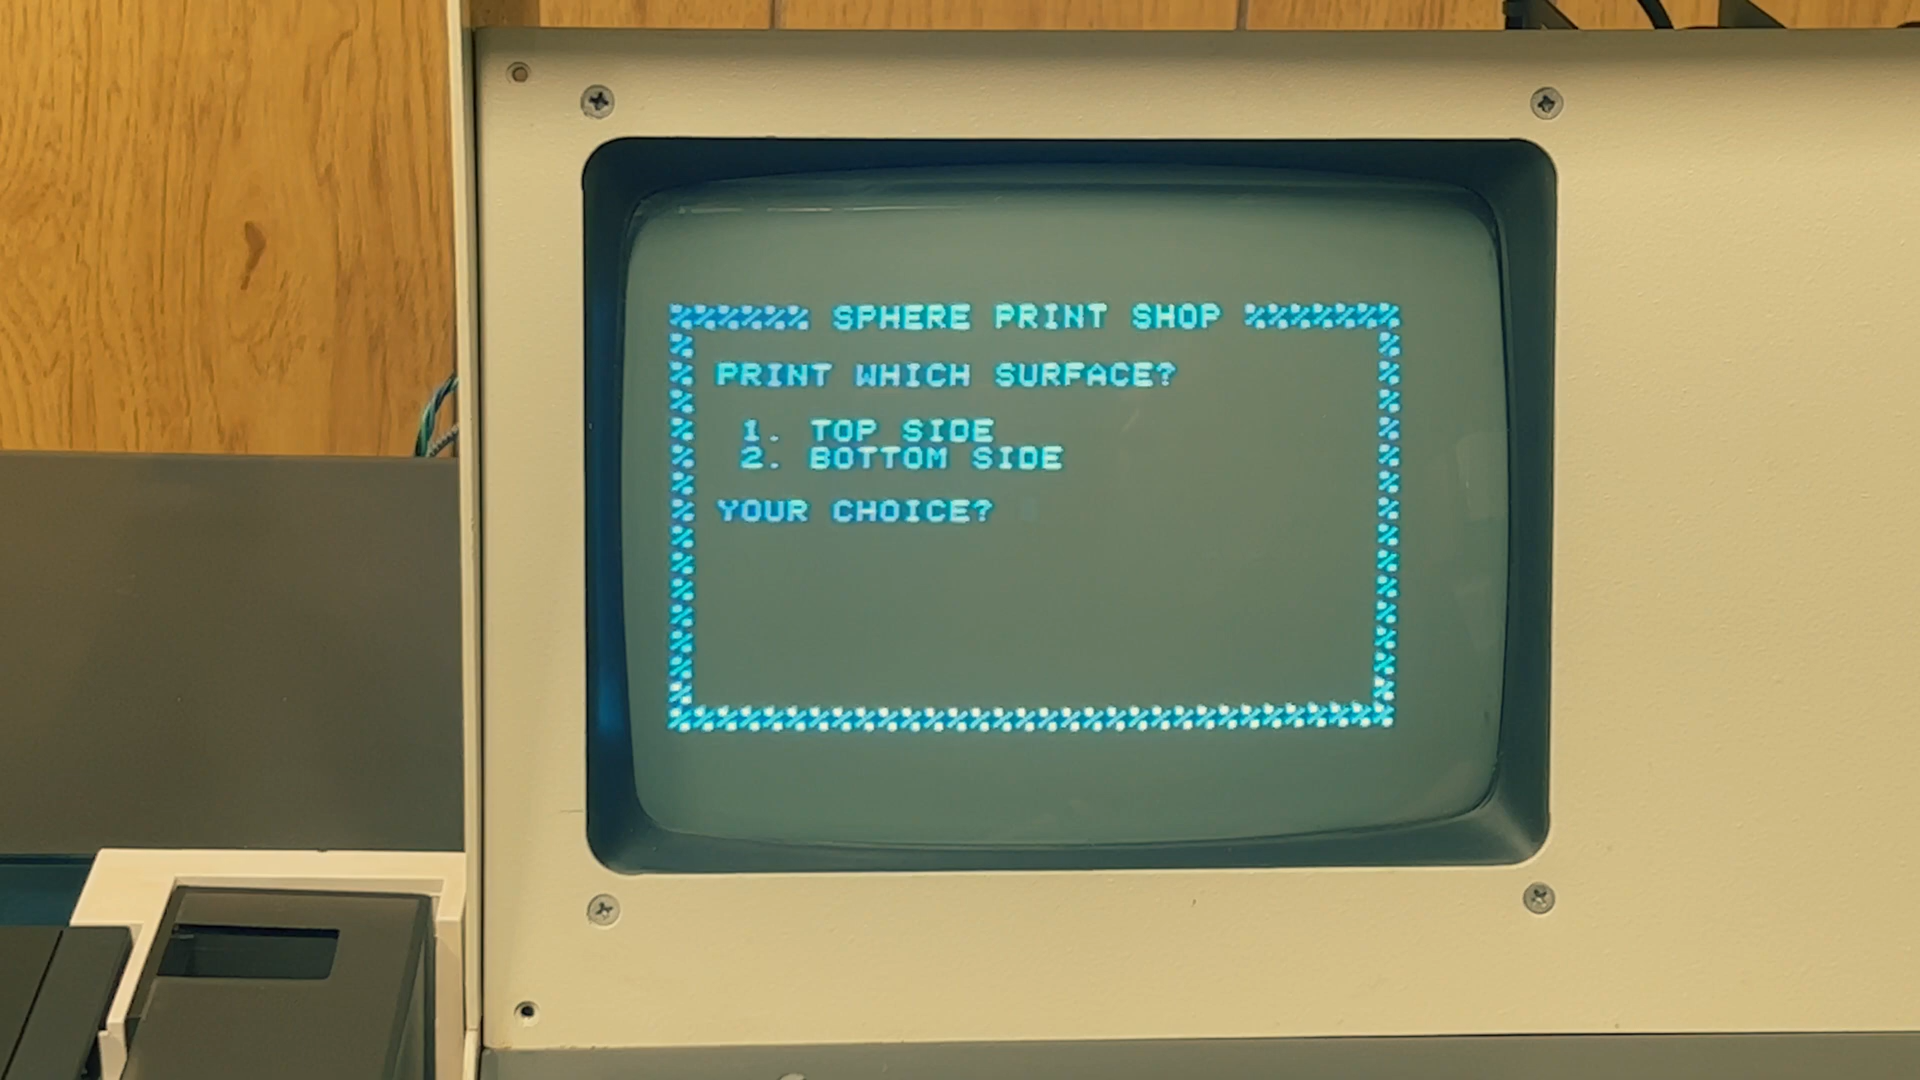 %%%%%% SPHERE PRINT SHOP %%%%%%%
%                              %
% PRINT WHICH SURFACE?         %
%                              %
%  1. TOP SIDE                 %
%  2. BOTTOM SIDE              %
%                              %
% YOUR CHOICE?                 %
%                              %
%                              %
%                              %
%                              %
%                              %
%                              %
%                              %
%%%%%%%%%%%%%%%%%%%%%%%%%%%%%%%%